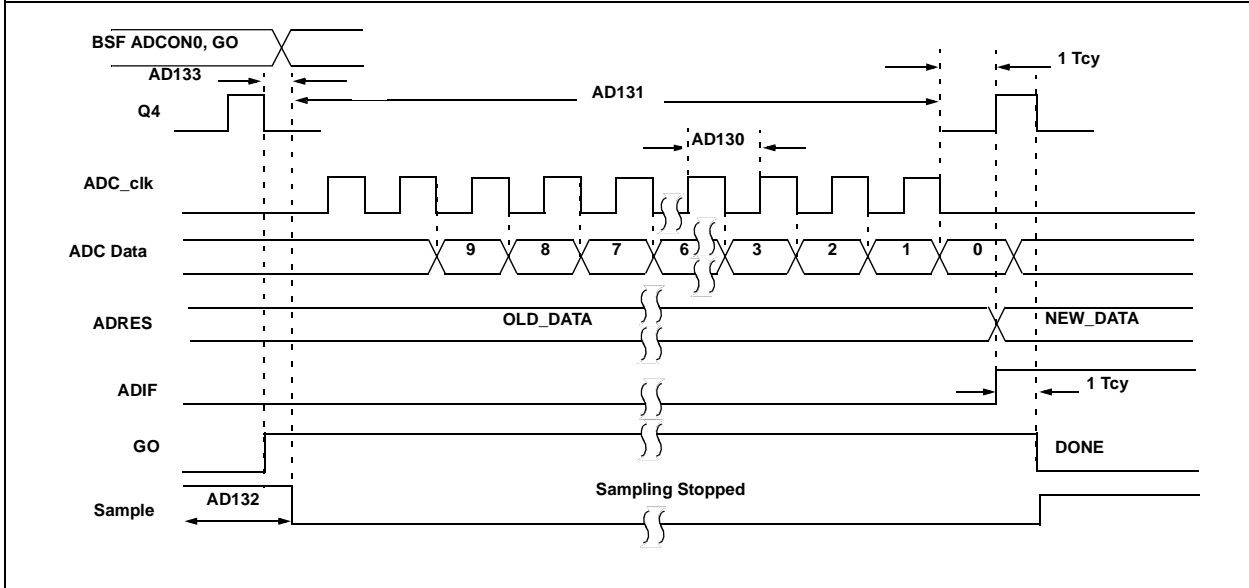 BSF ADCON0, GO
1 Tcy
AD133
AD131
Q4
AD130
ADC_clk
ADC Data
9 8 7 6 3 2 1 0
ADRES
OLD_DATA
NEW_DATA
ADIF
1 Tcy
GO
DONE
AD132
Sampling Stopped
Sample